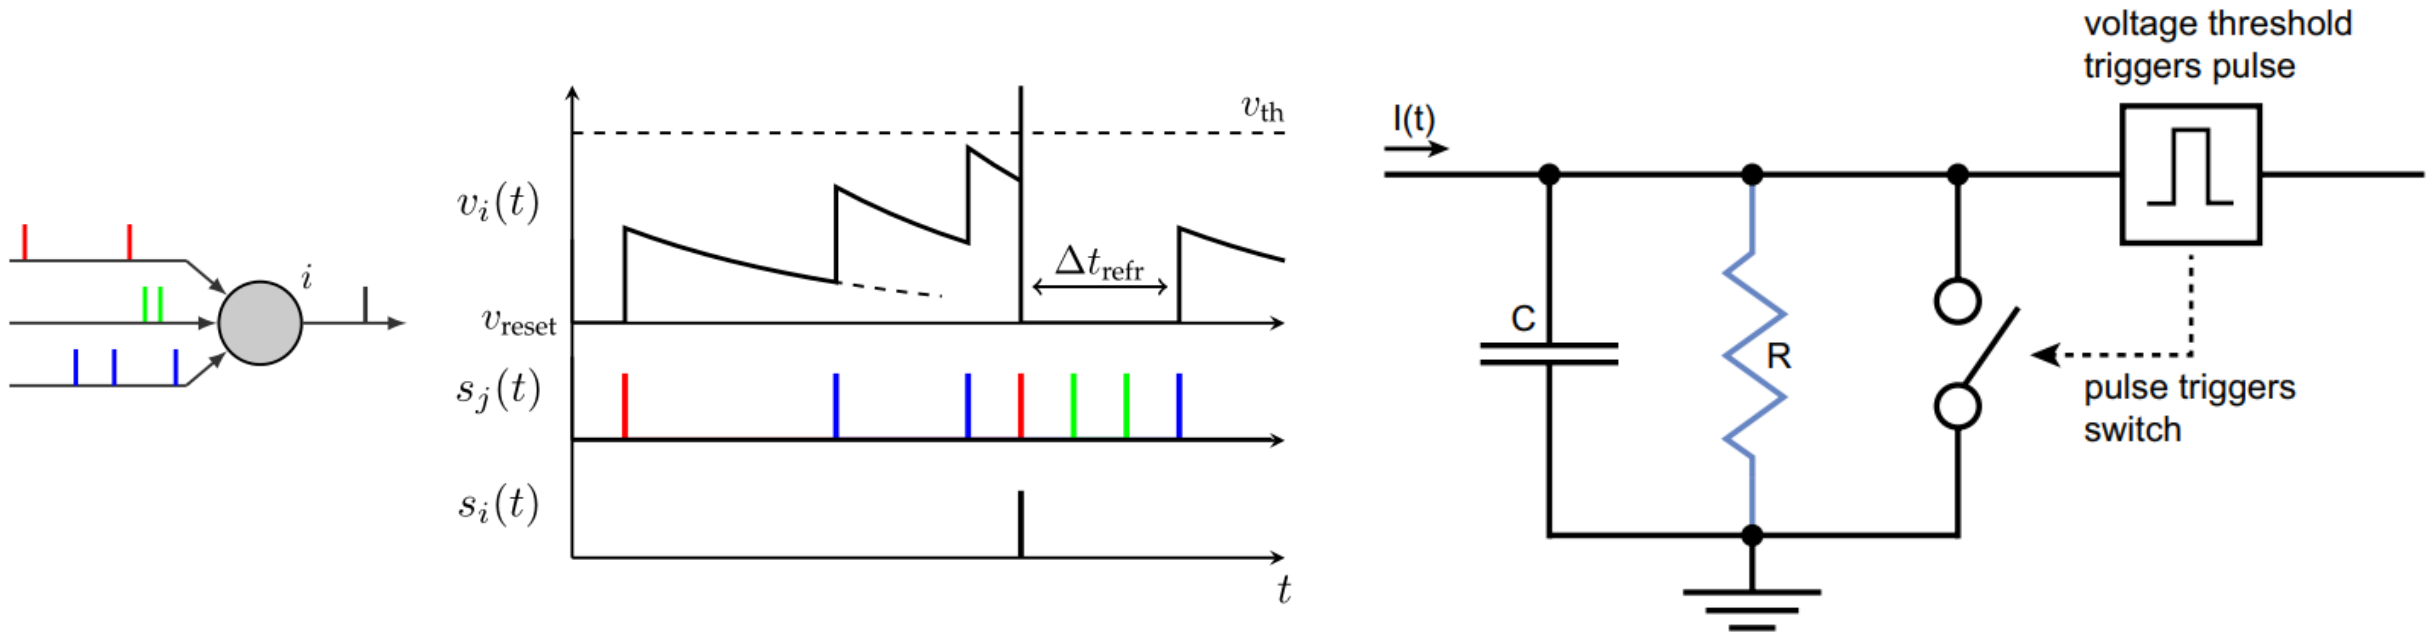 i
v_th
v_i(t)
Δt_refr
v_reset
s_j(t)
s_i(t)
t
voltage threshold
triggers pulse
I(t)
C
R
pulse triggers
switch